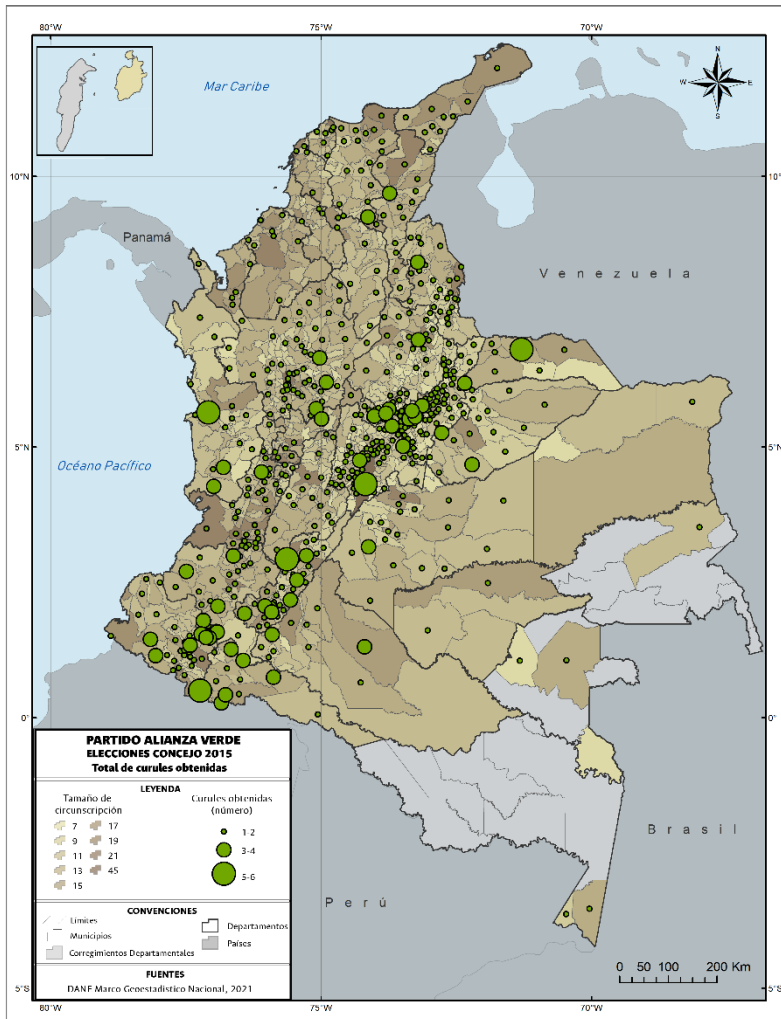 80°W 75°W 70°W
Mar Caribe
N
W E
S
10°N 10°N
Panamá
Venezuela
5°N 5°N
Océano Pacífico
0° 0°
PARTIDO ALIANZA VERDE
ELECCIONES CONCEJO 2015
Total de curules obtenidas
LEYENDA
Tamaño de
circunscripción
7 17
9 19
11 21
13 45
15
Curules obtenidas
(número)
1-2
3-4
5-6
CONVENCIONES
Límites
Municipios
Corregimientos Departamentales
Departamentos
Países
FUENTES
DANE Marco Geoestadístico Nacional, 2021
Brasil
Perú
0 50 100 200 Km
5°S 5°S
80°W 75°W 70°W